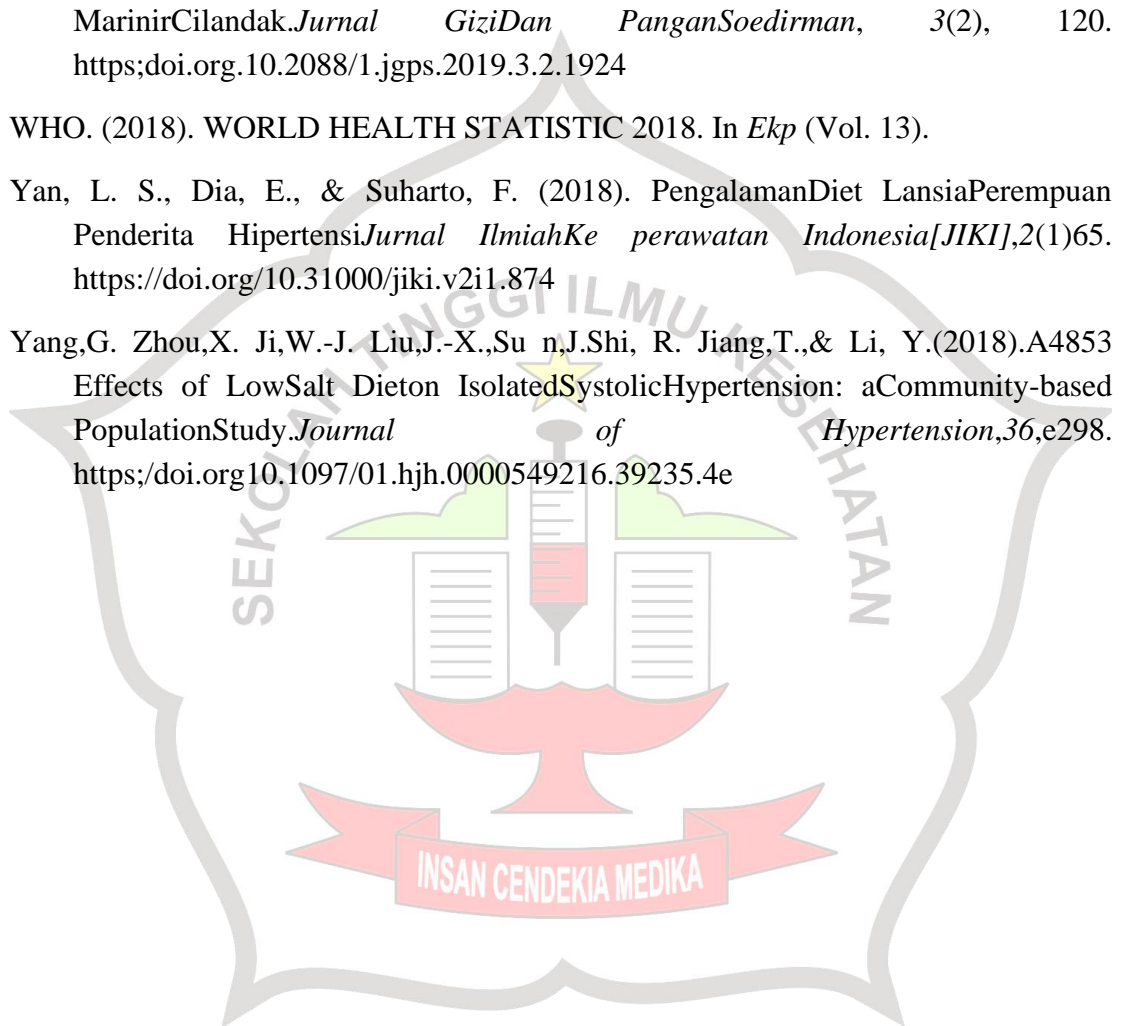 MarinirCilandak.Jurnal GiziDan PanganSoedirman, 3(2), 120.
https;doi.org.10.2088/1.jgps.2019.3.2.1924
WHO. (2018). WORLD HEALTH STATISTIC 2018. In Ekp (Vol. 13).
Yan, L. S., Dia, E., & Suharto, F. (2018). PengalamanDiet LansiaPerempuan
Penderita HipertensiJurnal IlmiahKe perawatan Indonesia[JIKI],2(1)65.
https://doi.org/10.31000/jiki.v2i1.874
Yang,G. Zhou,X. Ji,W.-J. Liu,J.-X.,Su n,J.Shi, R. Jiang,T.,& Li, Y.(2018).A4853
Effects of LowSalt Dieton IsolatedSystolicHypertension: aCommunity-based
PopulationStudy.Journal of Hypertension,36,e298.
https;/doi.org10.1097/01.hjh.0000549216.39235.4e
SEKOLAH TINGGI ILMU KESEHATAN
INSAN CENDEKIA MEDIKA